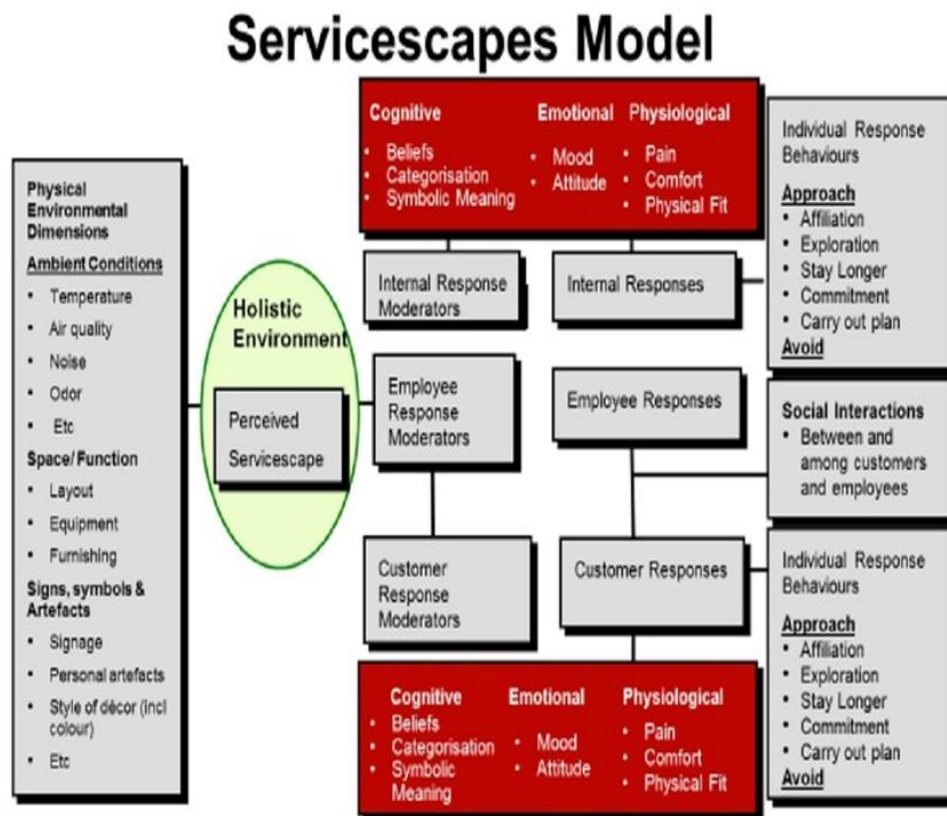 Servicescapes Model
Physical
Environmental
Dimensions
Ambient Conditions
• Temperature
• Air quality
• Noise
• Odor
• Etc
Space/ Function
• Layout
• Equipment
• Furnishing
Signs, symbols &
Artefacts
• Signage
• Personal artefacts
• Style of décor (incl
colour)
• Etc
Holistic
Environment
Perceived
Servicescape
Cognitive
• Beliefs
• Categorisation
• Symbolic Meaning
Emotional
• Mood
• Attitude
Physiological
• Pain
• Comfort
• Physical Fit
Internal Response
Moderators
Internal Responses
Employee
Response
Moderators
Employee Responses
Customer
Response
Moderators
Customer Responses
Cognitive
• Beliefs
• Categorisation
• Symbolic
Meaning
Emotional
• Mood
• Attitude
Physiological
• Pain
• Comfort
• Physical Fit
Individual Response
Behaviours
Approach
• Affiliation
• Exploration
• Stay Longer
• Commitment
• Carry out plan
Avoid
Social Interactions
• Between and
among customers
and employees
Individual Response
Behaviours
Approach
• Affiliation
• Exploration
• Stay Longer
• Commitment
• Carry out plan
Avoid